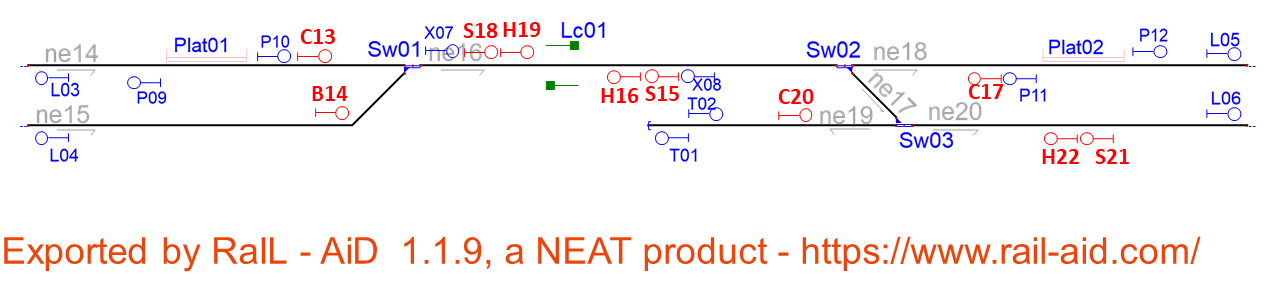 S18 H19 Lc01
X07
C13
P10
Plat01
ne14
Sw01
ne16
Sw02
ne18
Plat02
P12
L05
L03
P09
H16 S15 X08
C17 P11
ne15
B14
T02
C20
ne17
ne19
ne20
L06
L04
T01
Sw03
H22 S21
Exported by RaIL - AiD 1.1.9, a NEAT product - https://www.rail-aid.com/